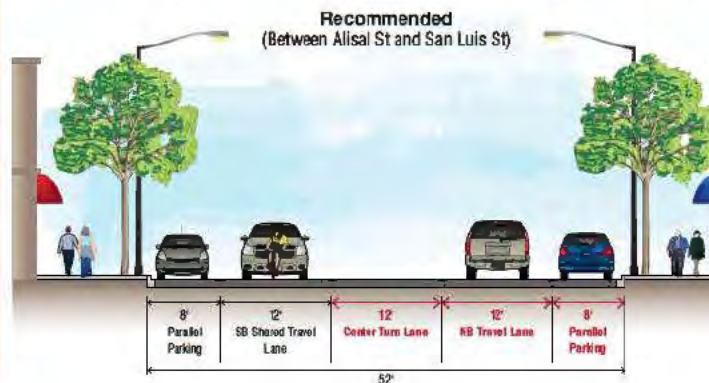 Recommended
(Between Alisal St and San Luis St)
8'
Parallel
Parking
12'
SB Shared Travel
Lane
12'
Center Turn Lane
12'
NB Travel Lane
8'
Parallel
Parking
52'